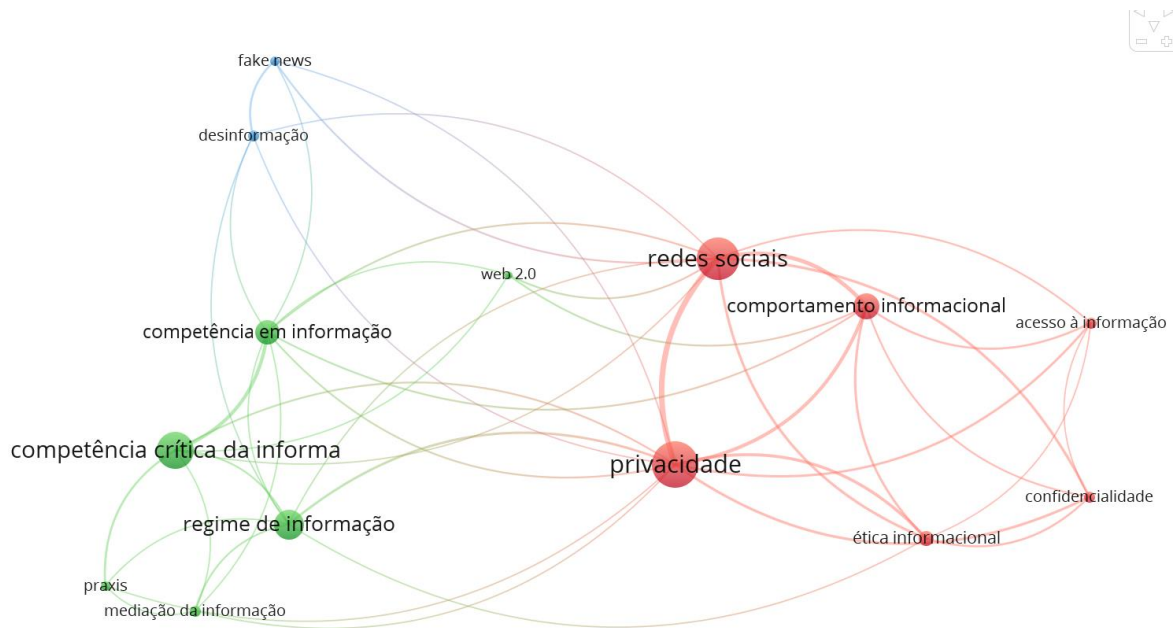 fake news
desinformação
redes sociais
web 2.0
comportamento informacional
acesso à informação
competência em informação
competência crítica da informa
privacidade
confidencialidade
regime de informação
ética informacional
praxis
mediação da informação